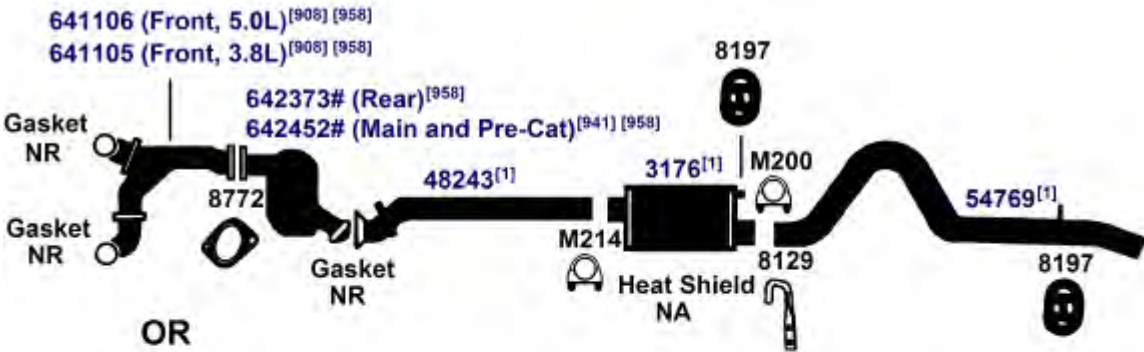 641106 (Front, 5.0L)[908] [958]
641105 (Front, 3.8L)[908] [958]
8197
642373# (Rear)[958]
642452# (Main and Pre-Cat)[941] [958]
Gasket
NR
48243[1]
3176[1]
M200
8772
54769[1]
Gasket
NR
M214
Gasket
NR
8129
8197
Heat Shield
NA
OR